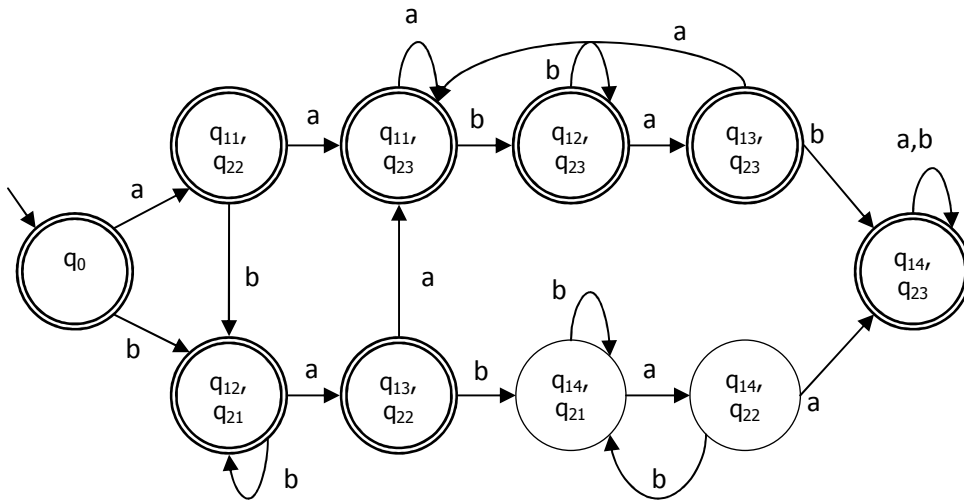 a
a
b
q₁₁,
q₂₂
a
q₁₁,
q₂₃
b
q₁₂,
q₂₃
a
q₁₃,
q₂₃
b
a,b
a
q₀
b
a
q₁₄,
q₂₃
b
b
q₁₂,
q₂₁
a
q₁₃,
q₂₂
b
q₁₄,
q₂₁
a
q₁₄,
q₂₂
a
b
b